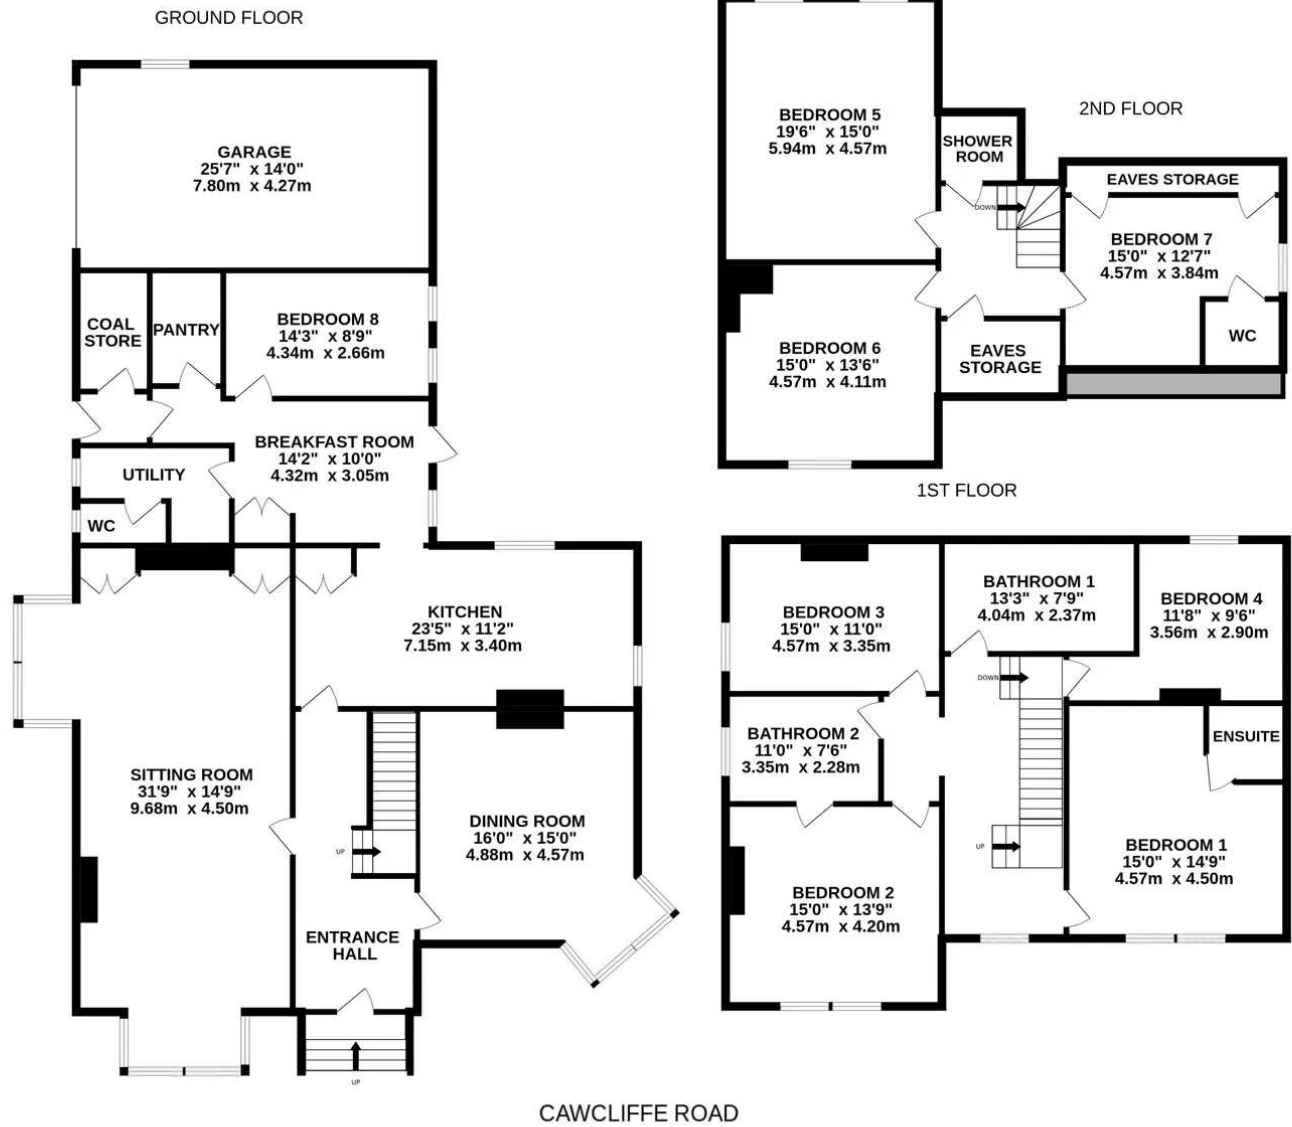 GROUND FLOOR
GARAGE
25'7" x 14'0"
7.80m x 4.27m
COAL
STORE
PANTRY
BEDROOM 8
14'3" x 8'9"
4.34m x 2.66m
BREAKFAST ROOM
14'2" x 10'0"
4.32m x 3.05m
UTILITY
WC
KITCHEN
23'5" x 11'2"
7.15m x 3.40m
SITTING ROOM
31'9" x 14'9"
9.68m x 4.50m
DINING ROOM
16'0" x 15'0"
4.88m x 4.57m
UP
ENTRANCE
HALL
UP
2ND FLOOR
BEDROOM 5
19'6" x 15'0"
5.94m x 4.57m
SHOWER
ROOM
EAVES STORAGE
DOWN
BEDROOM 7
15'0" x 12'7"
4.57m x 3.84m
WC
BEDROOM 6
15'0" x 13'6"
4.57m x 4.11m
EAVES
STORAGE
1ST FLOOR
BEDROOM 3
15'0" x 11'0"
4.57m x 3.35m
BATHROOM 1
13'3" x 7'9"
4.04m x 2.37m
BEDROOM 4
11'8" x 9'6"
3.56m x 2.90m
DOWN
BATHROOM 2
11'0" x 7'6"
3.35m x 2.28m
ENSUITE
UP
BEDROOM 1
15'0" x 14'9"
4.57m x 4.50m
BEDROOM 2
15'0" x 13'9"
4.57m x 4.20m
CAWCLIFFE ROAD